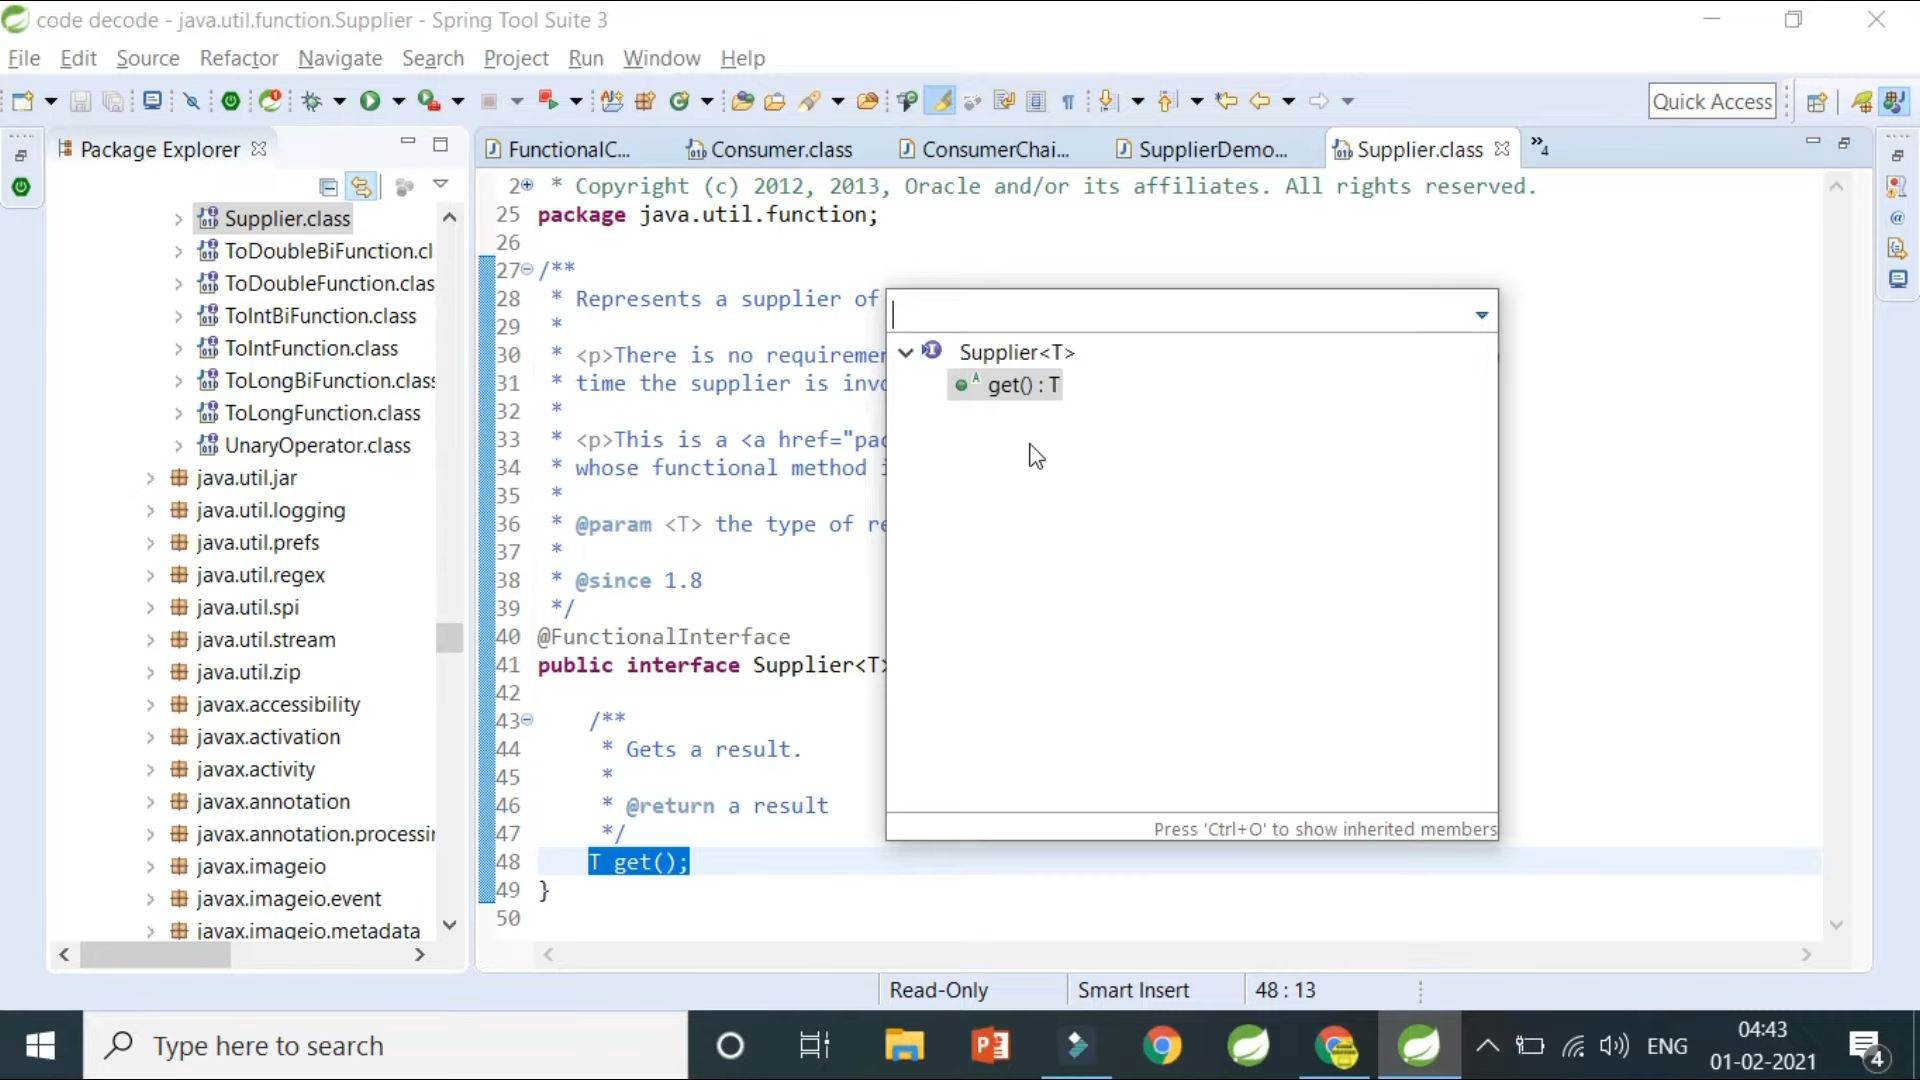 code decode - java.util.function.Supplier - Spring Tool Suite 3
File Edit Source Refactor Navigate Search Project Run Window Help
Quick Access
Package Explorer
FunctionalC...
Consumer.class
ConsumerChai...
SupplierDemo...
Supplier.class
4
Supplier.class
ToDoubleBiFunction.cl
ToDoubleFunction.clas
ToIntBiFunction.class
ToIntFunction.class
ToLongBiFunction.class
ToLongFunction.class
UnaryOperator.class
java.util.jar
java.util.logging
java.util.prefs
java.util.regex
java.util.spi
java.util.stream
java.util.zip
javax.accessibility
javax.activation
javax.activity
javax.annotation
javax.annotation.processin
javax.imageio
javax.imageio.event
javax.imageio.metadata
2 * Copyright (c) 2012, 2013, Oracle and/or its affiliates. All rights reserved.
25 package java.util.function;
26
27 /**
28 * Represents a supplier of
29 *
30 * <p>There is no requiremen
31 * time the supplier is invo
32 *
33 * <p>This is a <a href="pac
34 * whose functional method i
35 *
36 * @param <T> the type of re
37 *
38 * @since 1.8
39 */
40 @FunctionalInterface
41 public interface Supplier<T>
42
43 /**
44 * Gets a result.
45 *
46 * @return a result
47 */
48 T get();
49 }
50
Supplier<T>
get() : T
Press 'Ctrl+O' to show inherited members
Read-Only
Smart Insert
48 : 13
Type here to search
ENG
04:43
01-02-2021
4